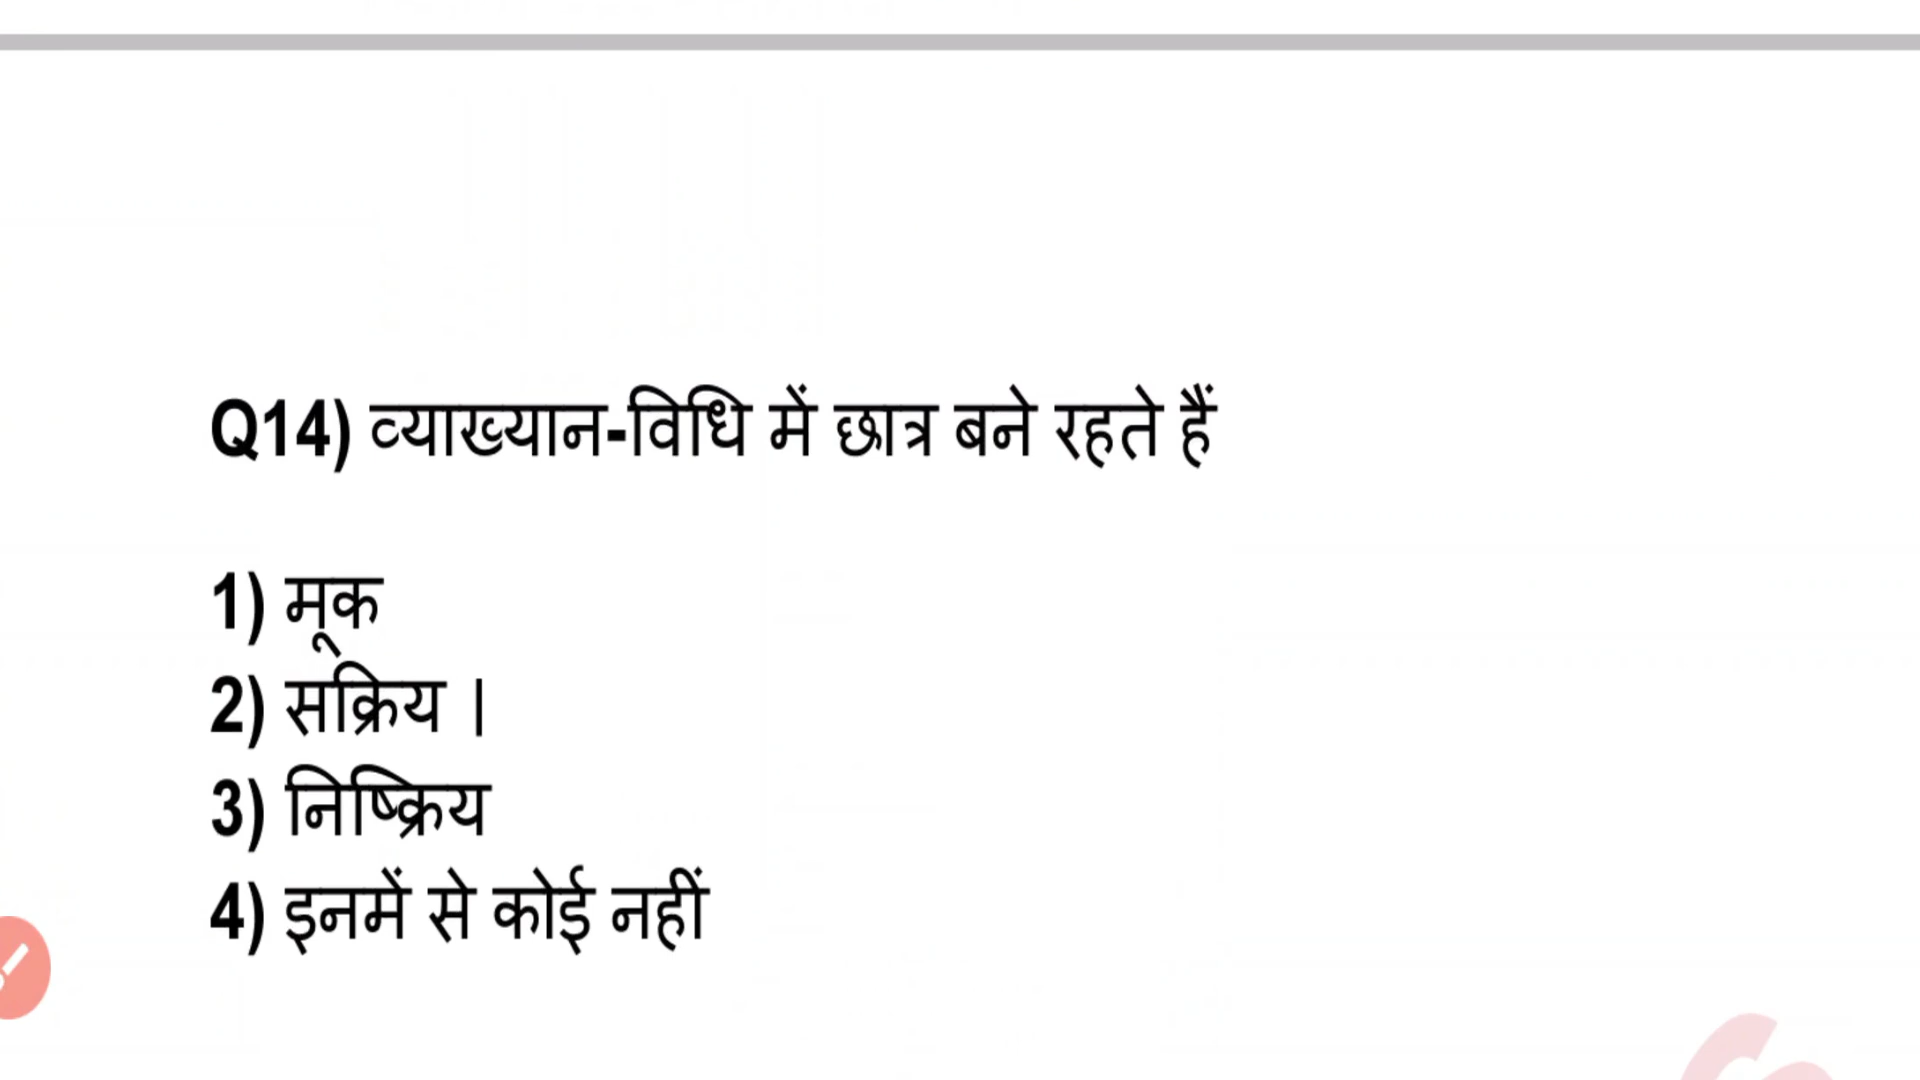 Q14) व्याख्यान-विधि में छात्र बने रहते हैं
1) मूक
2) सक्रिय ।
3) निष्क्रिय
4) इनमें से कोई नहीं